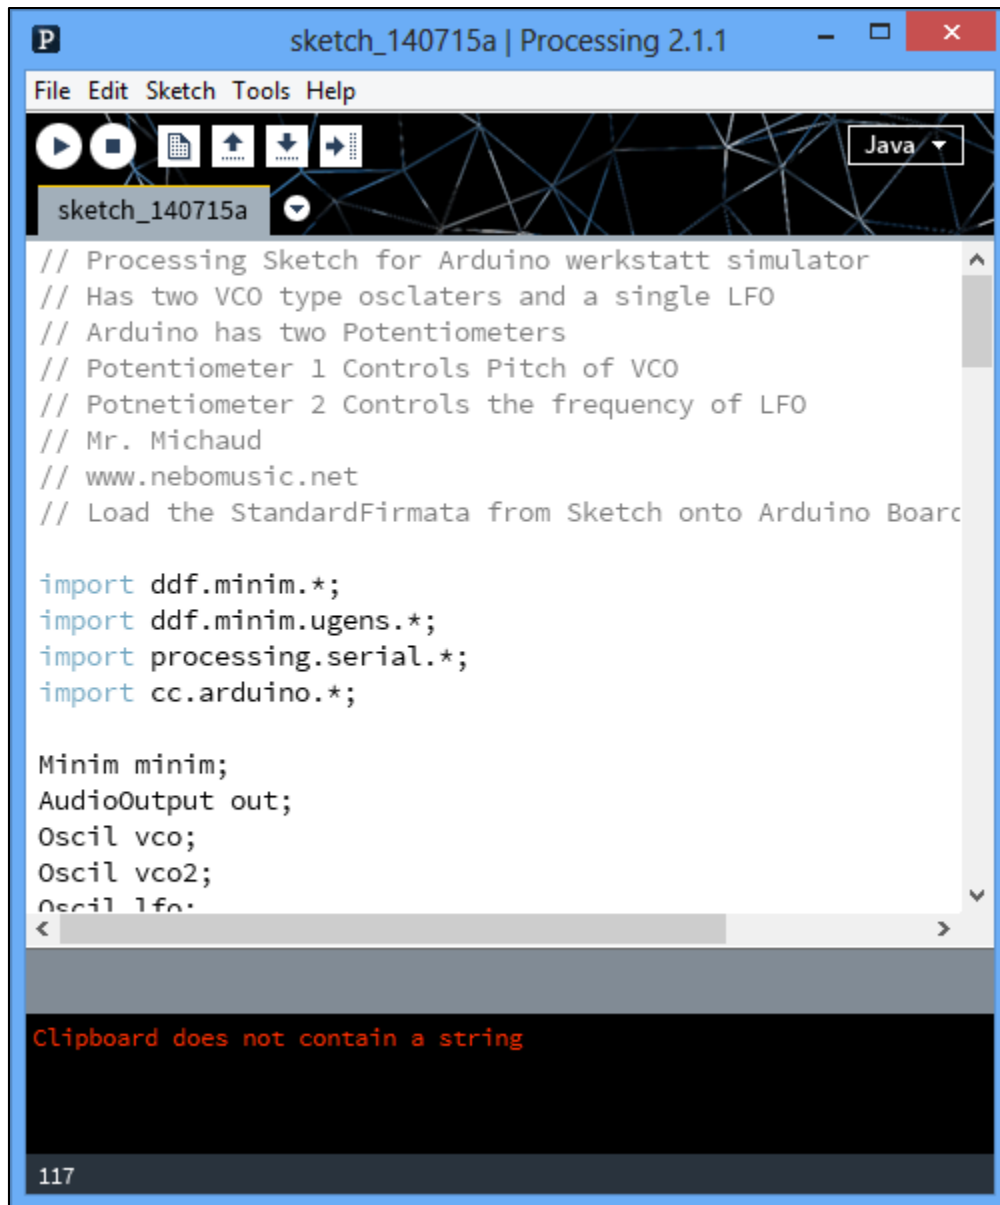 P
sketch_140715a | Processing 2.1.1
File Edit Sketch Tools Help
Java
sketch_140715a
// Processing Sketch for Arduino werkstatt simulator
// Has two VCO type osclaters and a single LFO
// Arduino has two Potentiometers
// Potentiometer 1 Controls Pitch of VCO
// Potnetiometer 2 Controls the frequency of LFO
// Mr. Michaud
// www.nebomusic.net
// Load the StandardFirmata from Sketch onto Arduino Board
import ddf.minim.*;
import ddf.minim.ugens.*;
import processing.serial.*;
import cc.arduino.*;
Minim minim;
AudioOutput out;
Oscil vco;
Oscil vco2;
Oscil lfo;
Clipboard does not contain a string
117